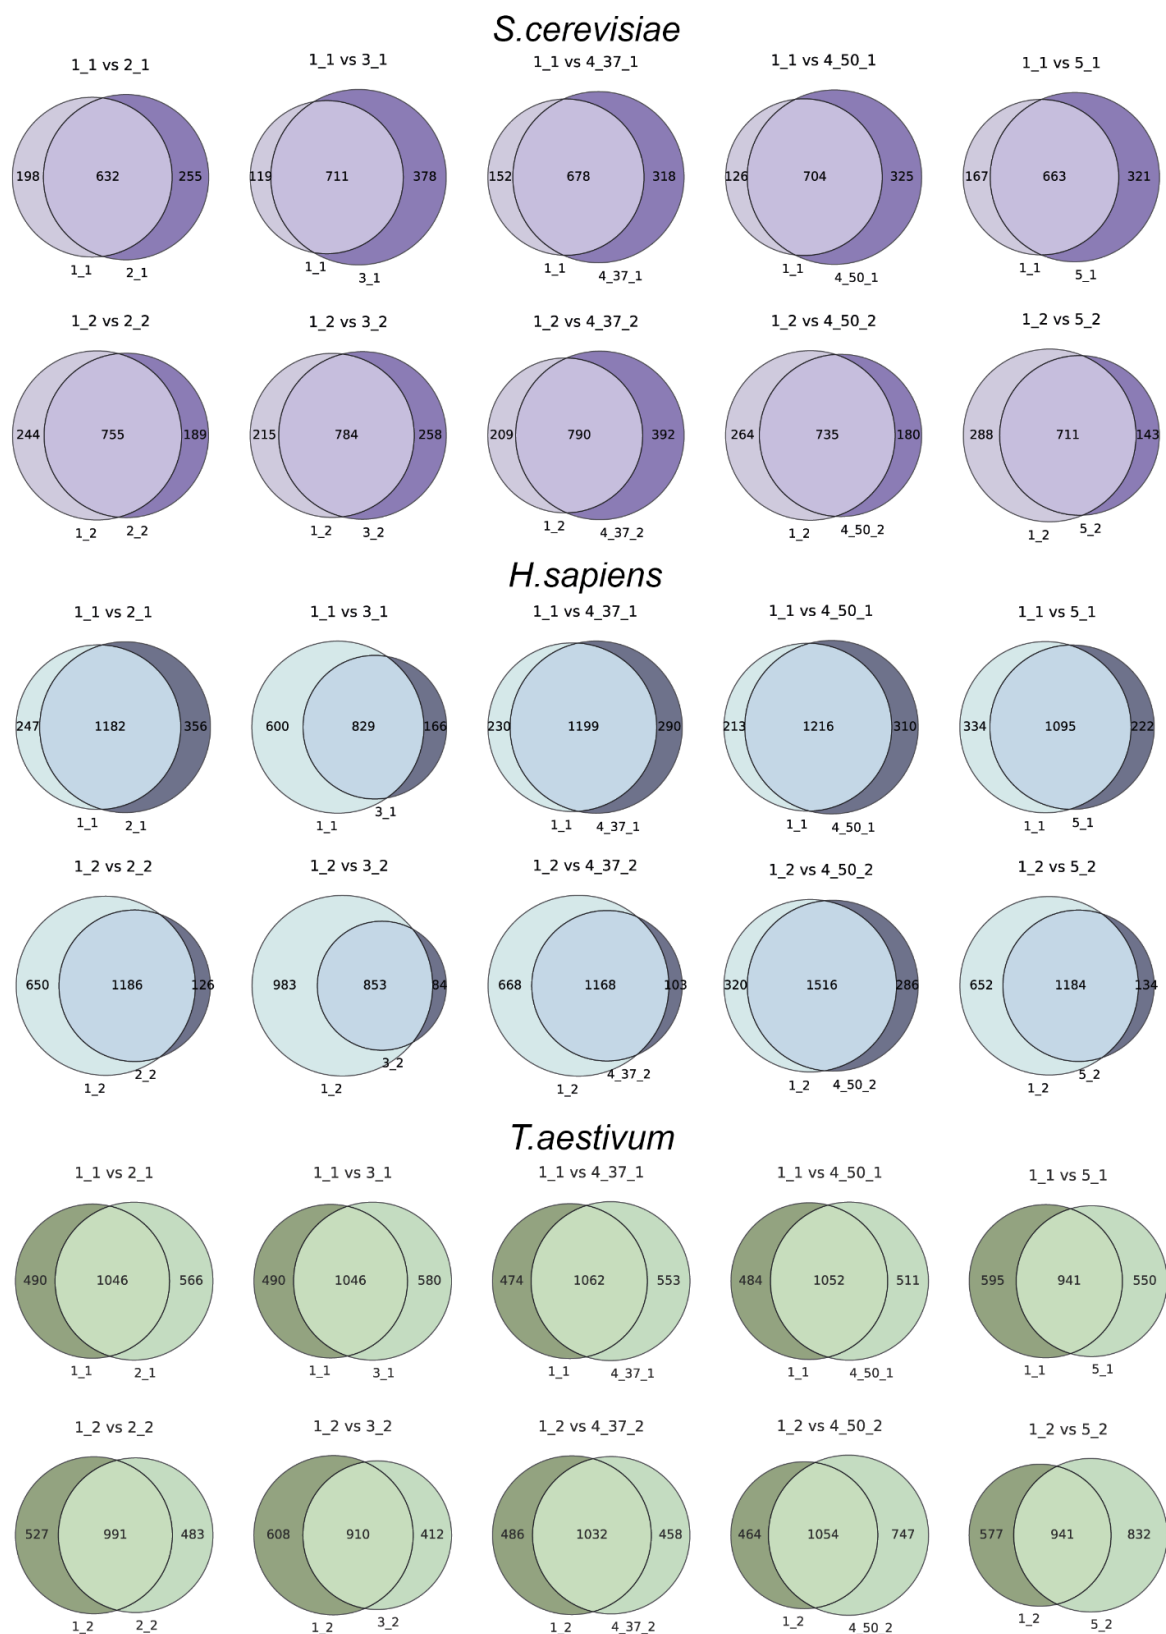 S.cerevisiae
1_1 vs 2_1 1_1 vs 3_1 1_1 vs 4_37_1 1_1 vs 4_50_1 1_1 vs 5_1
198 632 255 119 711 378 152 678 318 126 704 325 167 663 321
1_1 2_1 1_1 3_1 1_1 4_37_1 1_1 4_50_1 1_1 5_1
1_2 vs 2_2 1_2 vs 3_2 1_2 vs 4_37_2 1_2 vs 4_50_2 1_2 vs 5_2
244 755 189 215 784 258 209 790 392 264 735 180 288 711 143
1_2 2_2 1_2 3_2 1_2 4_37_2 1_2 4_50_2 1_2 5_2
H.sapiens
1_1 vs 2_1 1_1 vs 3_1 1_1 vs 4_37_1 1_1 vs 4_50_1 1_1 vs 5_1
247 1182 356 600 829 166 230 1199 290 213 1216 310 334 1095 222
1_1 2_1 1_1 3_1 1_1 4_37_1 1_1 4_50_1 1_1 5_1
1_2 vs 2_2 1_2 vs 3_2 1_2 vs 4_37_2 1_2 vs 4_50_2 1_2 vs 5_2
650 1186 126 983 853 84 668 1168 103 320 1516 286 652 1184 134
1_2 2_2 1_2 3_2 1_2 4_37_2 1_2 4_50_2 1_2 5_2
T.aestivum
1_1 vs 2_1 1_1 vs 3_1 1_1 vs 4_37_1 1_1 vs 4_50_1 1_1 vs 5_1
490 1046 566 490 1046 580 474 1062 553 484 1052 511 595 941 550
1_1 2_1 1_1 3_1 1_1 4_37_1 1_1 4_50_1 1_1 5_1
1_2 vs 2_2 1_2 vs 3_2 1_2 vs 4_37_2 1_2 vs 4_50_2 1_2 vs 5_2
527 991 483 608 910 412 486 1032 458 464 1054 747 577 941 832
1_2 2_2 1_2 3_2 1_2 4_37_2 1_2 4_50_2 1_2 5_2